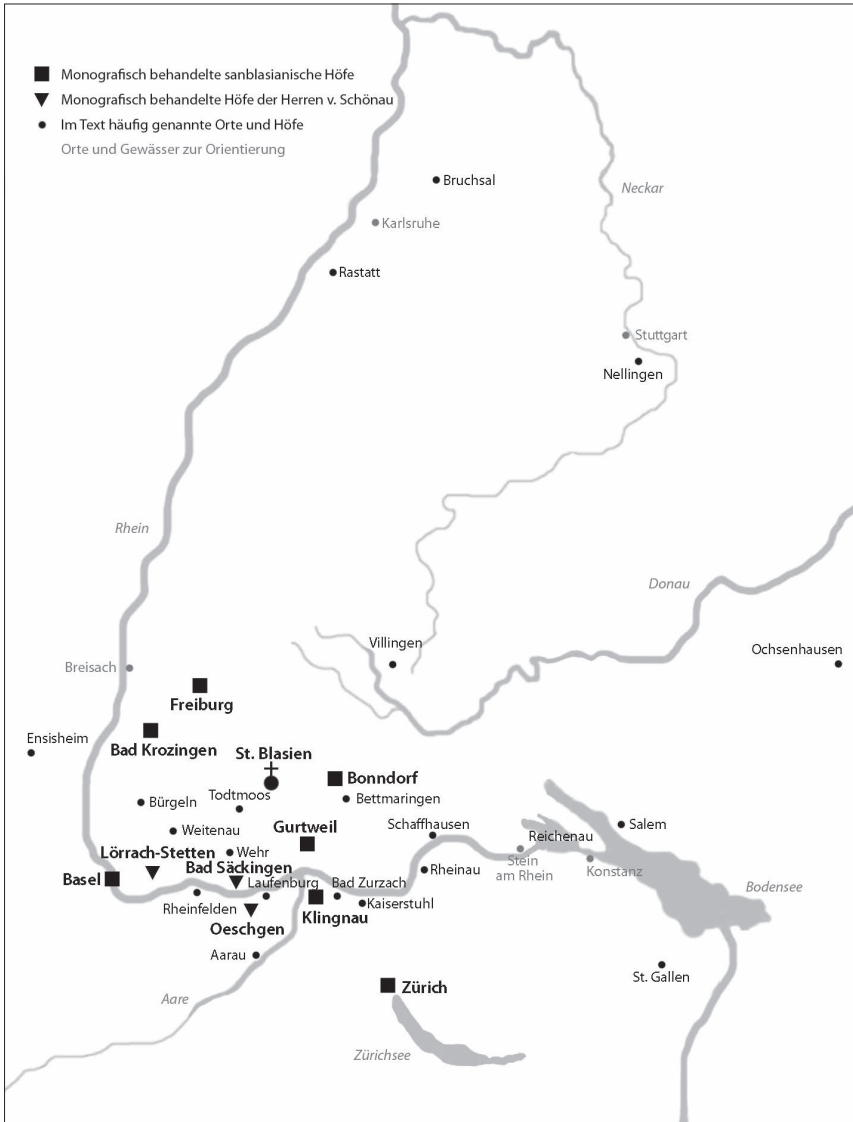 Monografisch behandelte sanblasianische Höfe
Monografisch behandelte Höfe der Herren v. Schönau
Im Text häufig genannte Orte und Höfe
Orte und Gewässer zur Orientierung
Bruchsal
Neckar
Karlsruhe
Rastatt
Stuttgart
Nellingen
Rhein
Donau
Villingen
Ochsenhausen
Breisach
Freiburg
Ensisheim
Bad Krozingen
St. Blasien
Bonndorf
Todtmoos
Bettmaringen
Bürgeln
Schaffhausen
Salem
Weitenau
Gurtweil
Reichenau
Lörrach-Stetten
Wehr
Stein
am Rhein
Bad Säckingen
Rheinau
Konstanz
Basel
Laufenburg
Bad Zurzach
Bodensee
Rheinfelden
Kaiserstuhl
Klingnau
Oeschgen
Aarau
St. Gallen
Zürich
Aare
Zürichsee